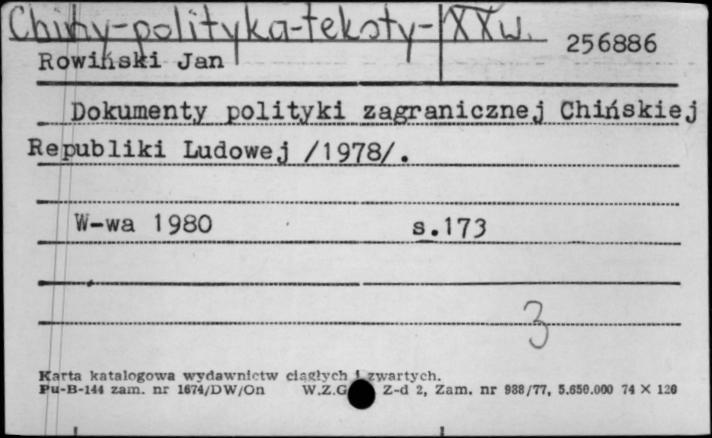 Chiny-polityka-teksty-XXw.
256886
Rowiński Jan
Dokumenty polityki zagranicznej Chińskiej
Republiki Ludowej /1978/.
W-wa 1980 s.173
3
Karta katalogowa wydawnictw ciągłych i zwartych.
Pu-B-144 zam. nr 1674/DW/On W.Z.G. Z-d 2, Zam. nr 988/77, 5.650.000 74 × 126